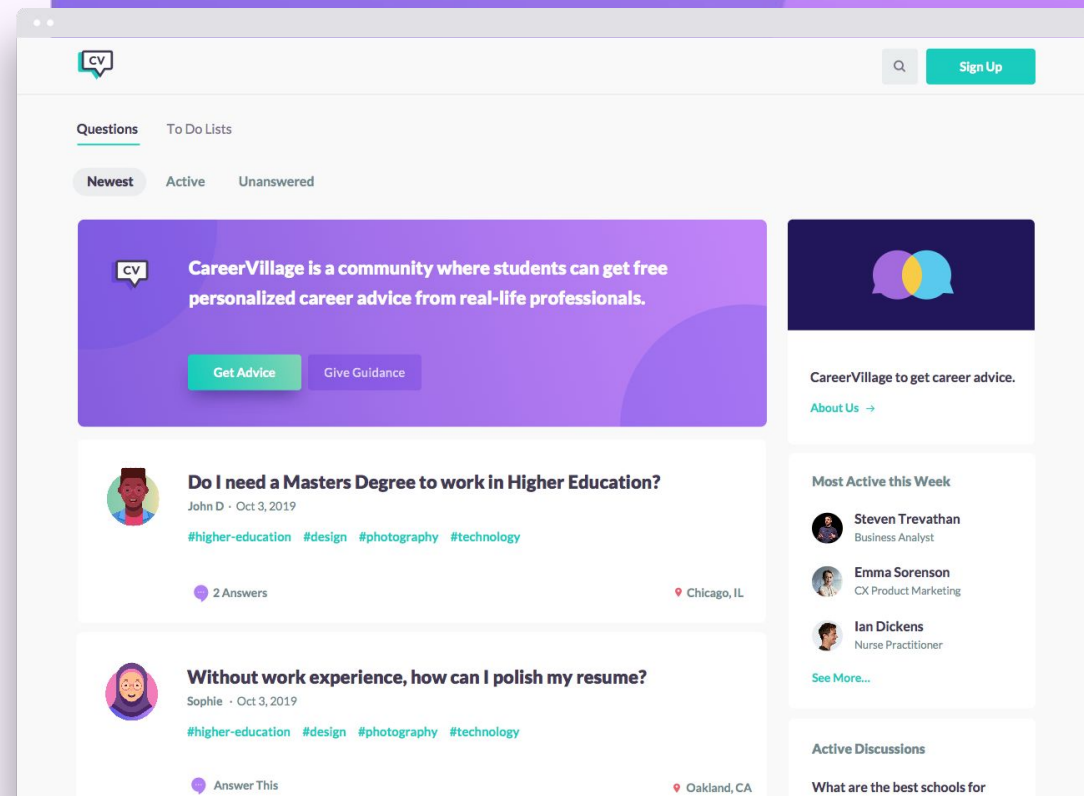 CV
Sign Up
Questions
To Do Lists
Newest
Active
Unanswered
CV
CareerVillage is a community where students can get free
personalized career advice from real-life professionals.
Get Advice
Give Guidance
Do I need a Masters Degree to work in Higher Education?
John D · Oct 3, 2019
#higher-education #design #photography #technology
2 Answers
Chicago, IL
Without work experience, how can I polish my resume?
Sophie · Oct 3, 2019
#higher-education #design #photography #technology
Answer This
Oakland, CA
CareerVillage to get career advice.
About Us →
Most Active this Week
Steven Trevathan
Business Analyst
Emma Sorenson
CX Product Marketing
Ian Dickens
Nurse Practitioner
See More...
Active Discussions
What are the best schools for